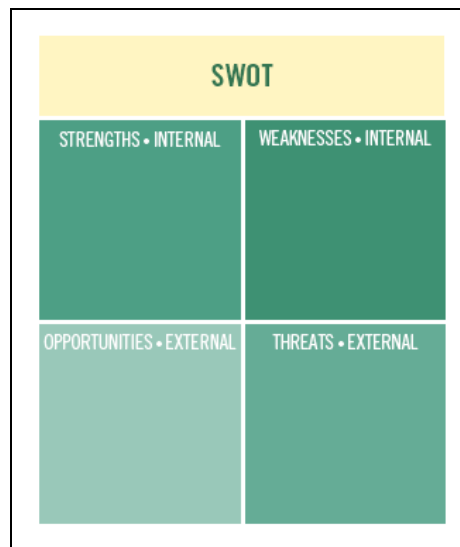 SWOT
STRENGTHS • INTERNAL
WEAKNESSES • INTERNAL
OPPORTUNITIES • EXTERNAL
THREATS • EXTERNAL